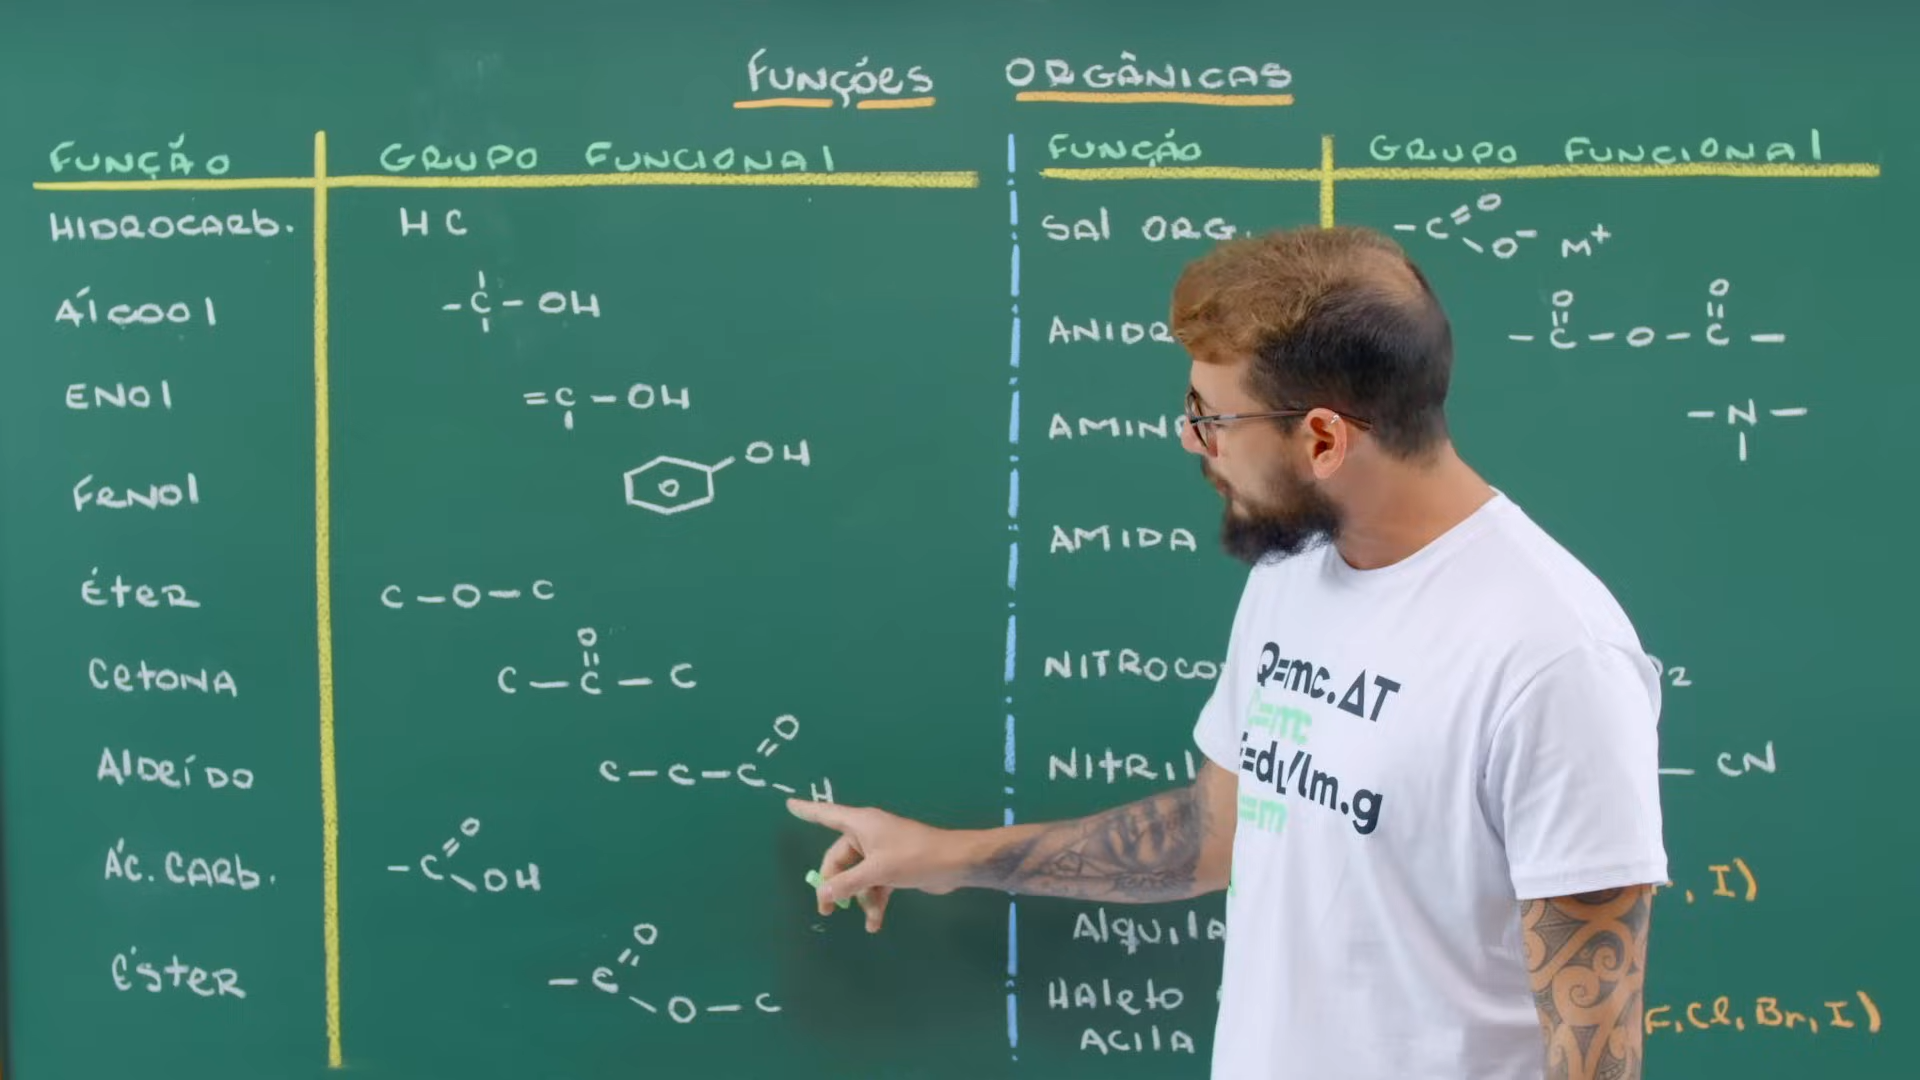 FUNÇÕES ORGÂNICAS
FUNÇÃO GRUPO FUNCIONAL
HIDROCARB. HC
ÁLCOOL -C-OH
ENOL =C-OH
FENOL OH
ÉTER C-O-C
O
CETONA C-C-C
O
ALDEÍDO C-C-C-H
O
ÁC. CARB. -C-OH
O
ÉSTER -C-O-C
FUNÇÃO GRUPO FUNCIONAL
O
SAL ORG. -C-O⁻ M⁺
O O
-C-O-C-
-N-
AMIDA
CN
, I)
HALETO
ACILA F, Cl, Br, I)
Q=mc.ΔT